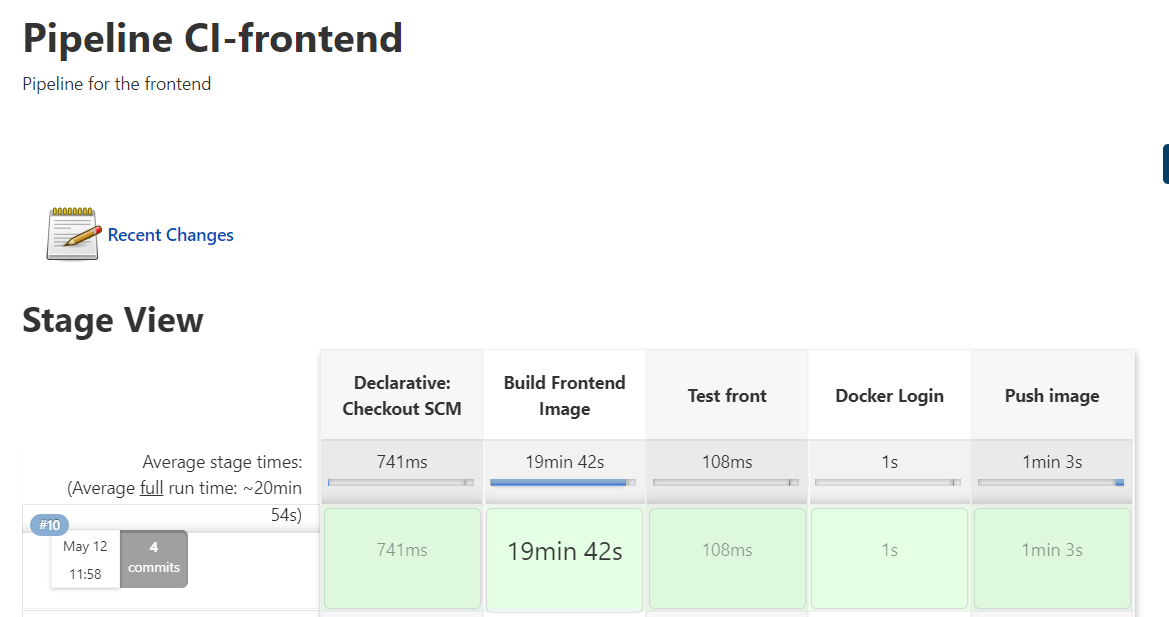 Pipeline CI-frontend
Pipeline for the frontend
Recent Changes
Stage View
Declarative:
Checkout SCM
Build Frontend
Image
Test front
Docker Login
Push image
Average stage times:
(Average full run time: ~20min
54s)
741ms
19min 42s
108ms
1s
1min 3s
#10
May 12
11:58
4
commits
741ms
19min 42s
108ms
1s
1min 3s